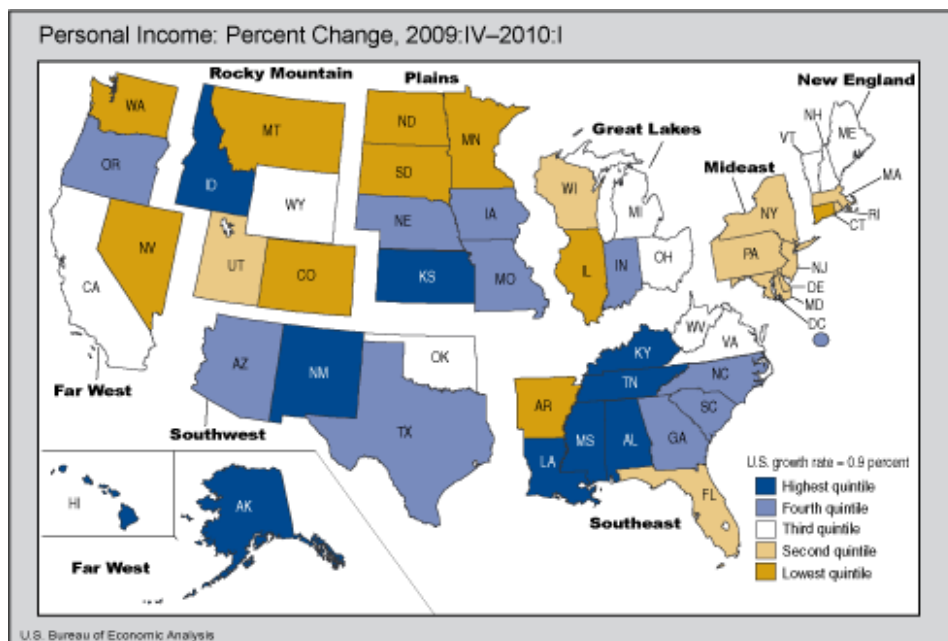 Personal Income: Percent Change, 2009:IV–2010:I
Rocky Mountain
Plains
New England
Great Lakes
Mideast
WA
MT
ND
MN
OR
ID
SD
WI
MI
VT
NH
ME
MA
RI
CT
NY
WY
NE
IA
PA
NJ
DE
MD
DC
NV
UT
CO
KS
MO
IL
IN
OH
CA
WV
VA
KY
AZ
NM
OK
TN
NC
AR
SC
Far West
TX
MS
AL
GA
LA
Southwest
FL
Southeast
HI
AK
Far West
U.S. growth rate = 0.9 percent
Highest quintile
Fourth quintile
Third quintile
Second quintile
Lowest quintile
U.S. Bureau of Economic Analysis